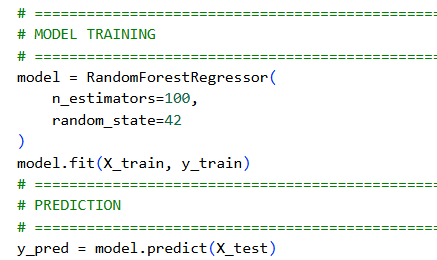 # ================================================
# MODEL TRAINING
# ================================================
model = RandomForestRegressor(
    n_estimators=100,
    random_state=42
)
model.fit(X_train, y_train)
# ================================================
# PREDICTION
# ================================================
y_pred = model.predict(X_test)